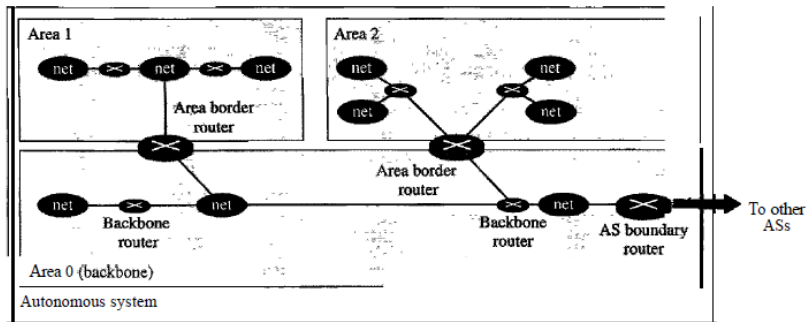 Area 1
Area 2
net
net
net
net
net
Area border
router
net
net
Area border
router
net
net
net
Backbone
router
Backbone
router
AS boundary
router
To other
ASs
Area 0 (backbone)
Autonomous system